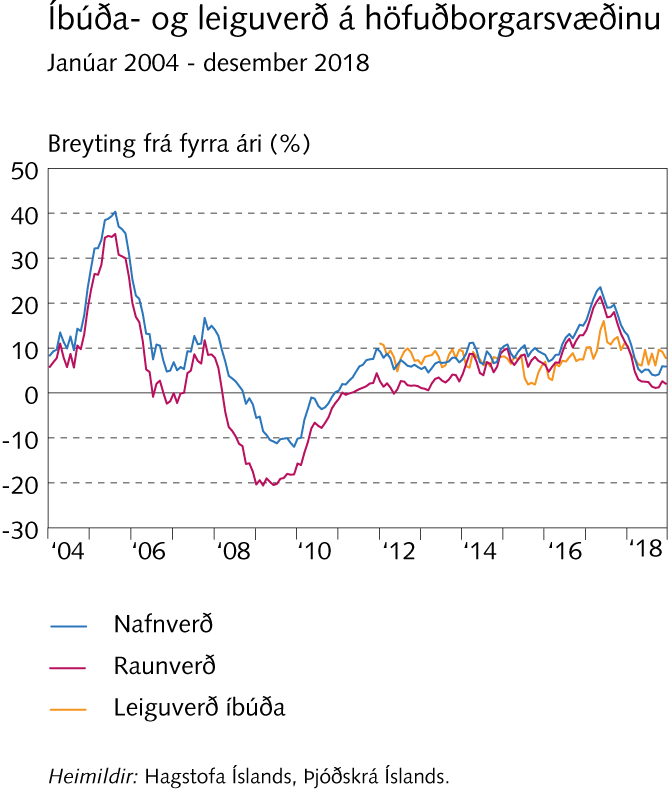 Íbúða- og leiguverð á höfuðborgarsvæðinu
Janúar 2004 - desember 2018
Breyting frá fyrra ári (%)
50
40
30
20
10
0
-10
-20
-30
‘04 ‘06 ‘08 ‘10 ‘12 ‘14 ‘16 ‘18
Nafnverð
Raunverð
Leiguverð íbúða
Heimildir: Hagstofa Íslands, Þjóðskrá Íslands.